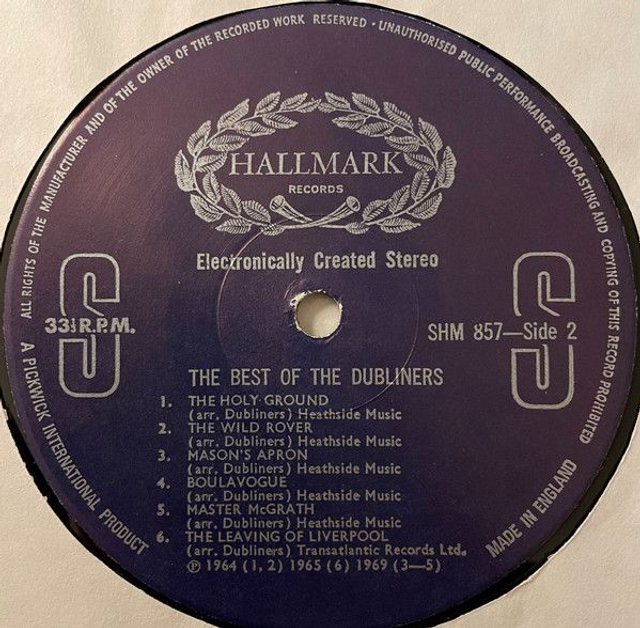 ALL RIGHTS OF THE MANUFACTURER AND OF THE OWNER OF THE RECORDED WORK RESERVED · UNAUTHORISED PUBLIC PERFORMANCE BROADCASTING AND COPYING OF THIS RECORD PROHIBITED
HALLMARK
RECORDS
Electronically Created Stereo
S
S
33⅓ R.P.M.
SHM 857—Side 2
THE BEST OF THE DUBLINERS
1. THE HOLY GROUND
(arr. Dubliners) Heathside Music
2. THE WILD ROVER
(arr. Dubliners) Heathside Music
3. MASON'S APRON
(arr. Dubliners) Heathside Music
4. BOULAVOGUE
(arr. Dubliners) Heathside Music
5. MASTER McGRATH
(arr. Dubliners) Heathside Music
6. THE LEAVING OF LIVERPOOL
(arr. Dubliners) Transatlantic Records Ltd.
℗ 1964 (1, 2) 1965 (6) 1969 (3—5)
A PICKWICK INTERNATIONAL PRODUCT
MADE IN ENGLAND